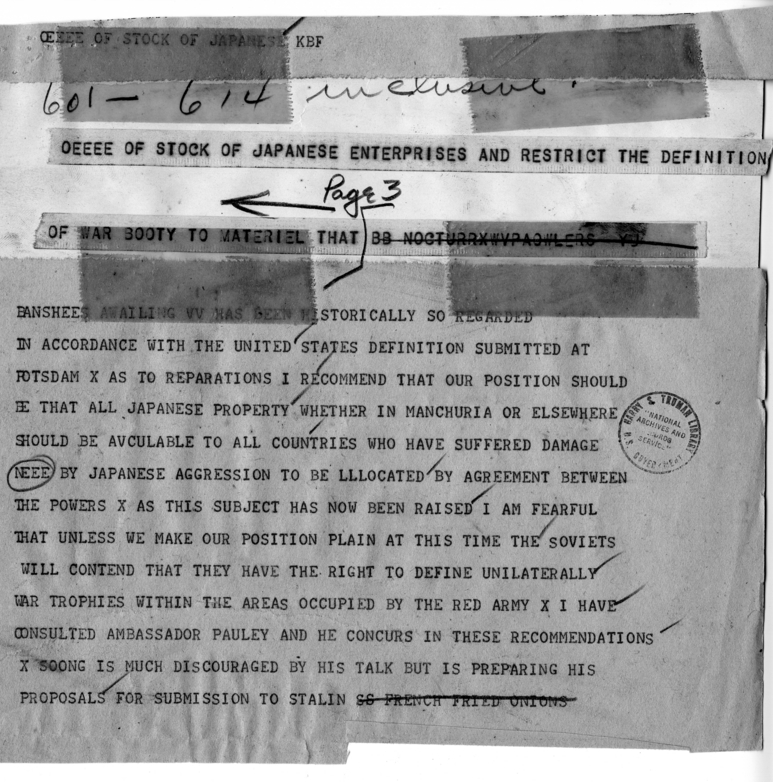 OEEEE OF STOCK OF JAPANESE KBF
601 - 614 inclusive.
OEEEE OF STOCK OF JAPANESE ENTERPRISES AND RESTRICT THE DEFINITION
Page 3
OF WAR BOOTY TO MATERIEL THAT BB NOCTURRXWVPAOWLERS YJ
BANSHEES AWAILING VV HAS BEEN HISTORICALLY SO REGARDED
IN ACCORDANCE WITH THE UNITED STATES DEFINITION SUBMITTED AT
POTSDAM X AS TO REPARATIONS I RECOMMEND THAT OUR POSITION SHOULD
BE THAT ALL JAPANESE PROPERTY WHETHER IN MANCHURIA OR ELSEWHERE
SHOULD BE AVCULABLE TO ALL COUNTRIES WHO HAVE SUFFERED DAMAGE
NEEE BY JAPANESE AGGRESSION TO BE LLLOCATED BY AGREEMENT BETWEEN
THE POWERS X AS THIS SUBJECT HAS NOW BEEN RAISED I AM FEARFUL
THAT UNLESS WE MAKE OUR POSITION PLAIN AT THIS TIME THE SOVIETS
WILL CONTEND THAT THEY HAVE THE RIGHT TO DEFINE UNILATERALLY
WAR TROPHIES WITHIN THE AREAS OCCUPIED BY THE RED ARMY X I HAVE
CONSULTED AMBASSADOR PAULEY AND HE CONCURS IN THESE RECOMMENDATIONS
X SOONG IS MUCH DISCOURAGED BY HIS TALK BUT IS PREPARING HIS
PROPOSALS FOR SUBMISSION TO STALIN SS FRENCH FRIED ONIONS
HARRY S. TRUMAN LIBRARY
"NATIONAL
ARCHIVES AND